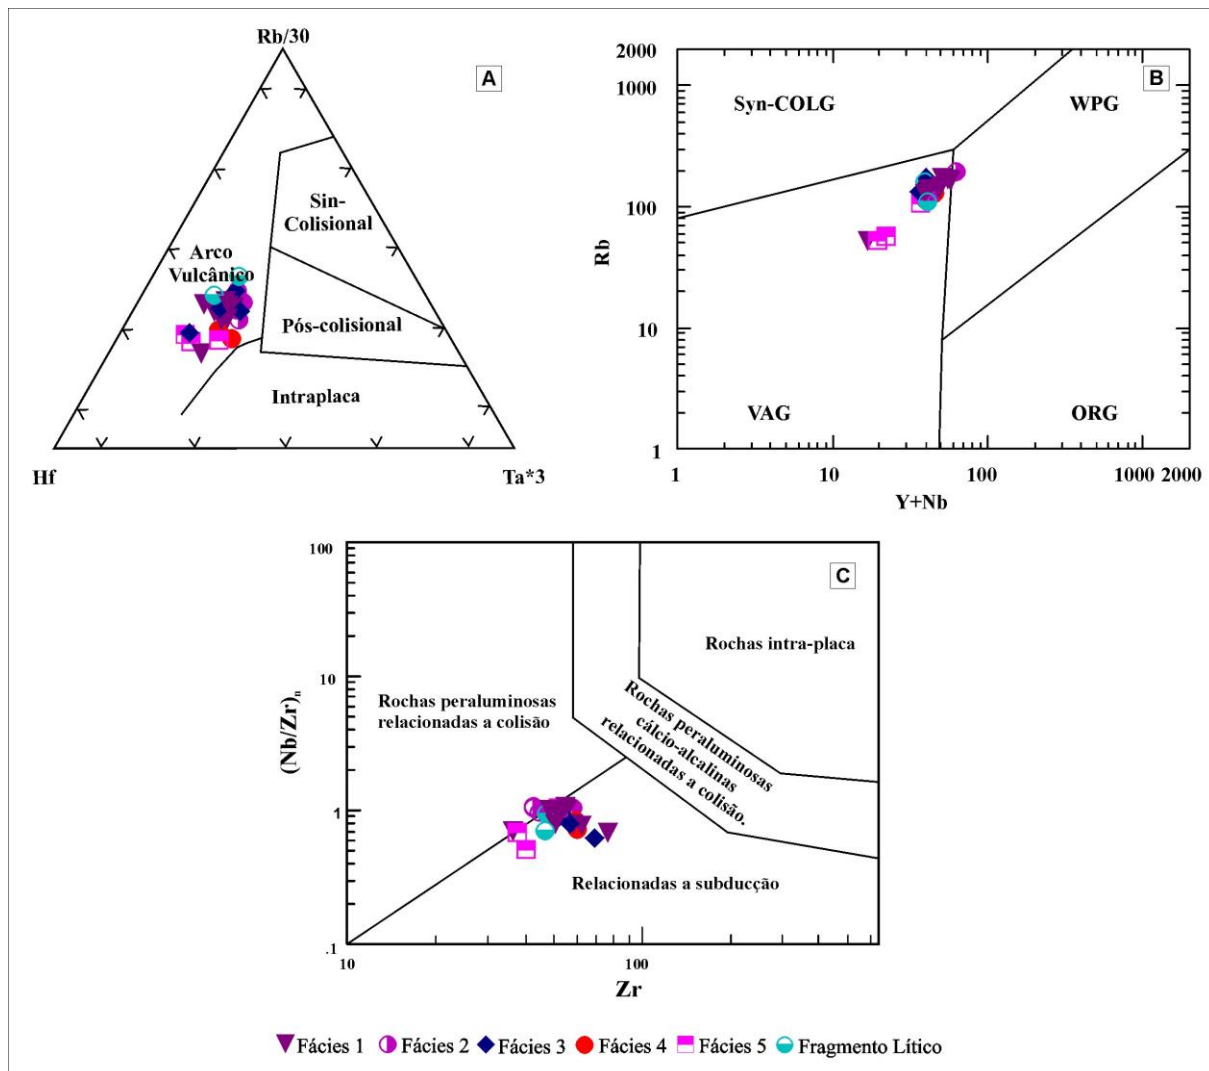 Rb/30
A
Sin-
Colisional
Arco
Vulcânico
Pós-colisional
Intraplaca
Hf
Ta*3
2000
1000
100
10
1
Rb
B
Syn-COLG
WPG
VAG
ORG
1
10
100
1000 2000
Y+Nb
100
10
1
.1
(Nb/Zr)n
C
Rochas intra-placa
Rochas peraluminosas
relacionadas a colisão
Rochas peraluminosas
cálcio-alcalinas
relacionadas a colisão.
Relacionadas a subducção
10
100
Zr
Fácies 1 Fácies 2 Fácies 3 Fácies 4 Fácies 5 Fragmento Lítico